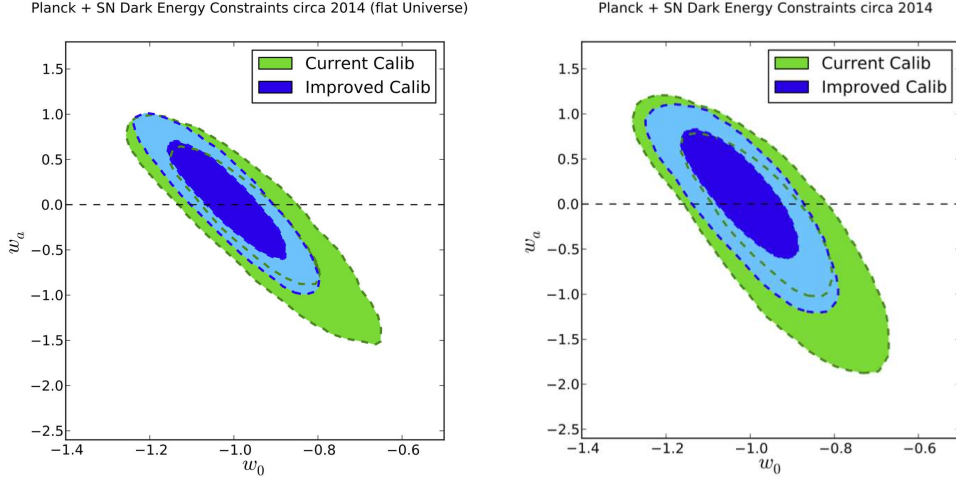 Planck + SN Dark Energy Constraints circa 2014 (flat Universe)
Current Calib
Improved Calib
1.5
1.0
0.5
0.0
−0.5
−1.0
−1.5
−2.0
−2.5
w_a
−1.4 −1.2 −1.0 −0.8 −0.6
w_0
Planck + SN Dark Energy Constraints circa 2014
Current Calib
Improved Calib
1.5
1.0
0.5
0.0
−0.5
−1.0
−1.5
−2.0
−2.5
w_a
−1.4 −1.2 −1.0 −0.8 −0.6
w_0